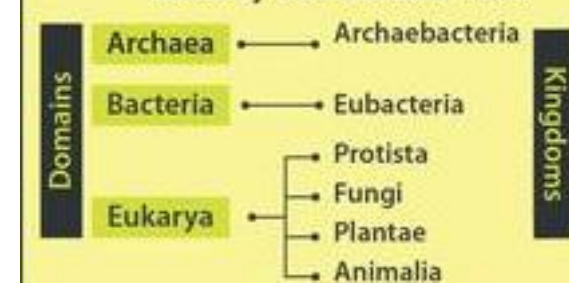 Domains
Archaea
Archaebacteria
Bacteria
Eubacteria
Eukarya
Protista
Fungi
Plantae
Animalia
Kingdoms